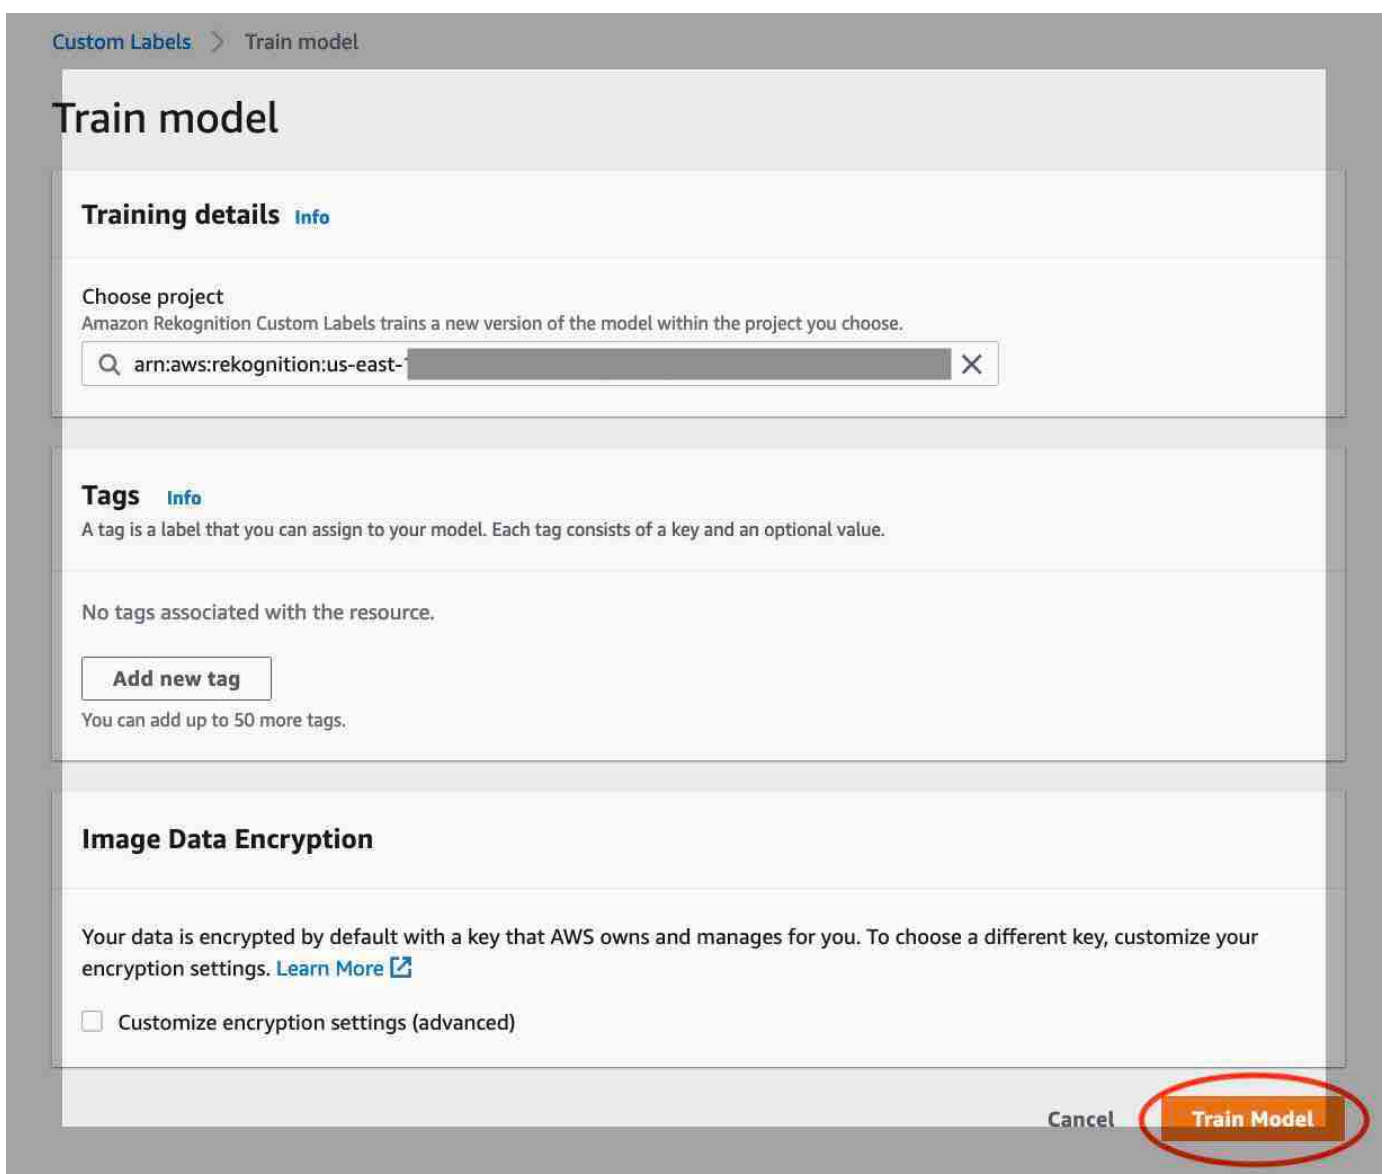 Custom Labels > Train model
Train model
Training details Info
Choose project
Amazon Rekognition Custom Labels trains a new version of the model within the project you choose.
arn:aws:rekognition:us-east-
Tags Info
A tag is a label that you can assign to your model. Each tag consists of a key and an optional value.
No tags associated with the resource.
Add new tag
You can add up to 50 more tags.
Image Data Encryption
Your data is encrypted by default with a key that AWS owns and manages for you. To choose a different key, customize your
encryption settings. Learn More
Customize encryption settings (advanced)
Cancel Train Model